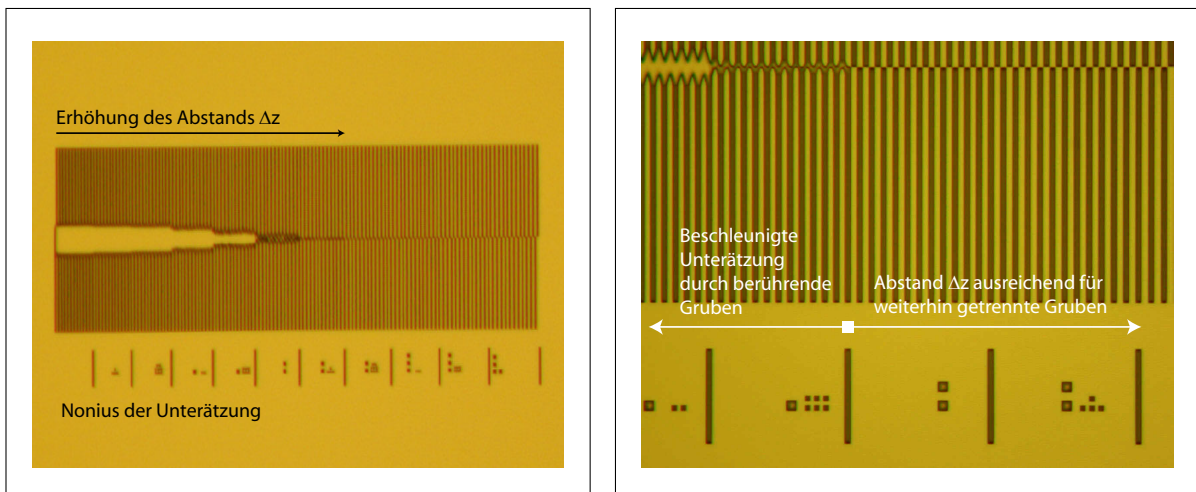 Erhöhung des Abstands Δz
Nonius der Unterätzung
Beschleunigte
Unterätzung
durch berührende
Gruben
Abstand Δz ausreichend für
weiterhin getrennte Gruben